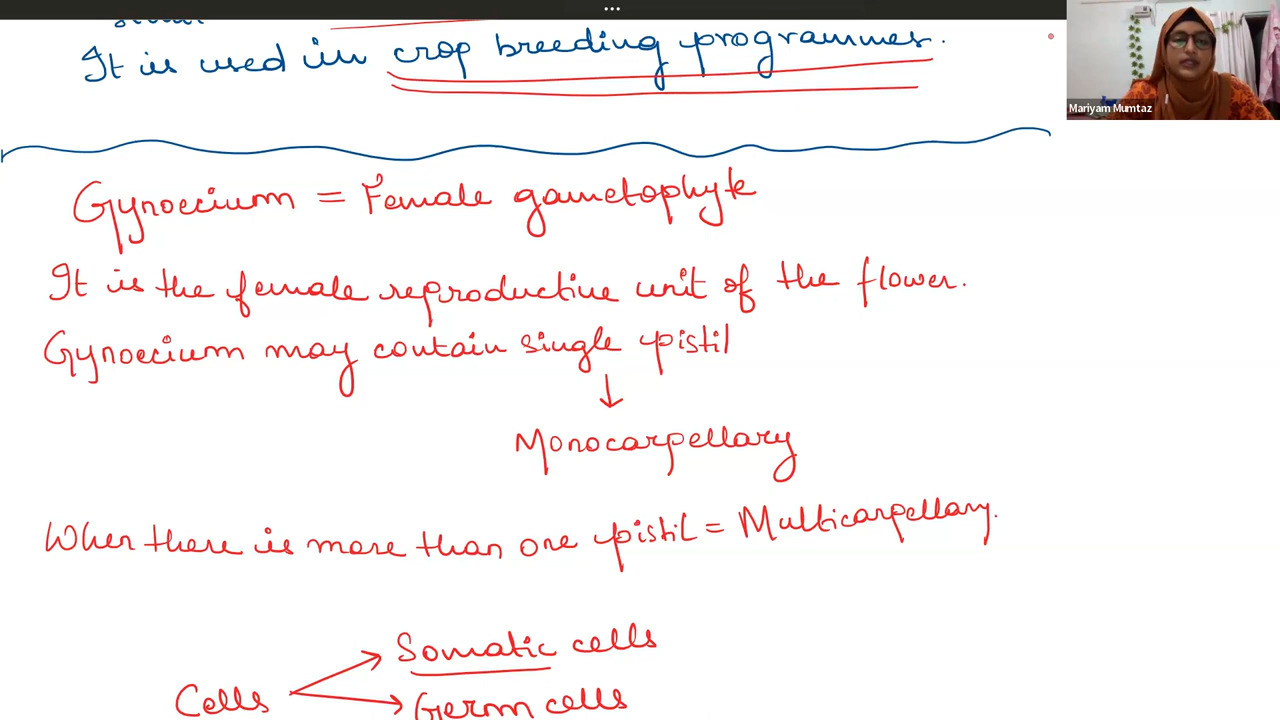 It is used in crop breeding programmes.
Mariyam Mumtaz
Gynoecium = Female gametophyte
It is the female reproductive unit of the flower.
Gynoecium may contain single pistil
↓
Monocarpellary
When there is more than one pistil = Multicarpellary.
Somatic cells
Cells
Germ cells